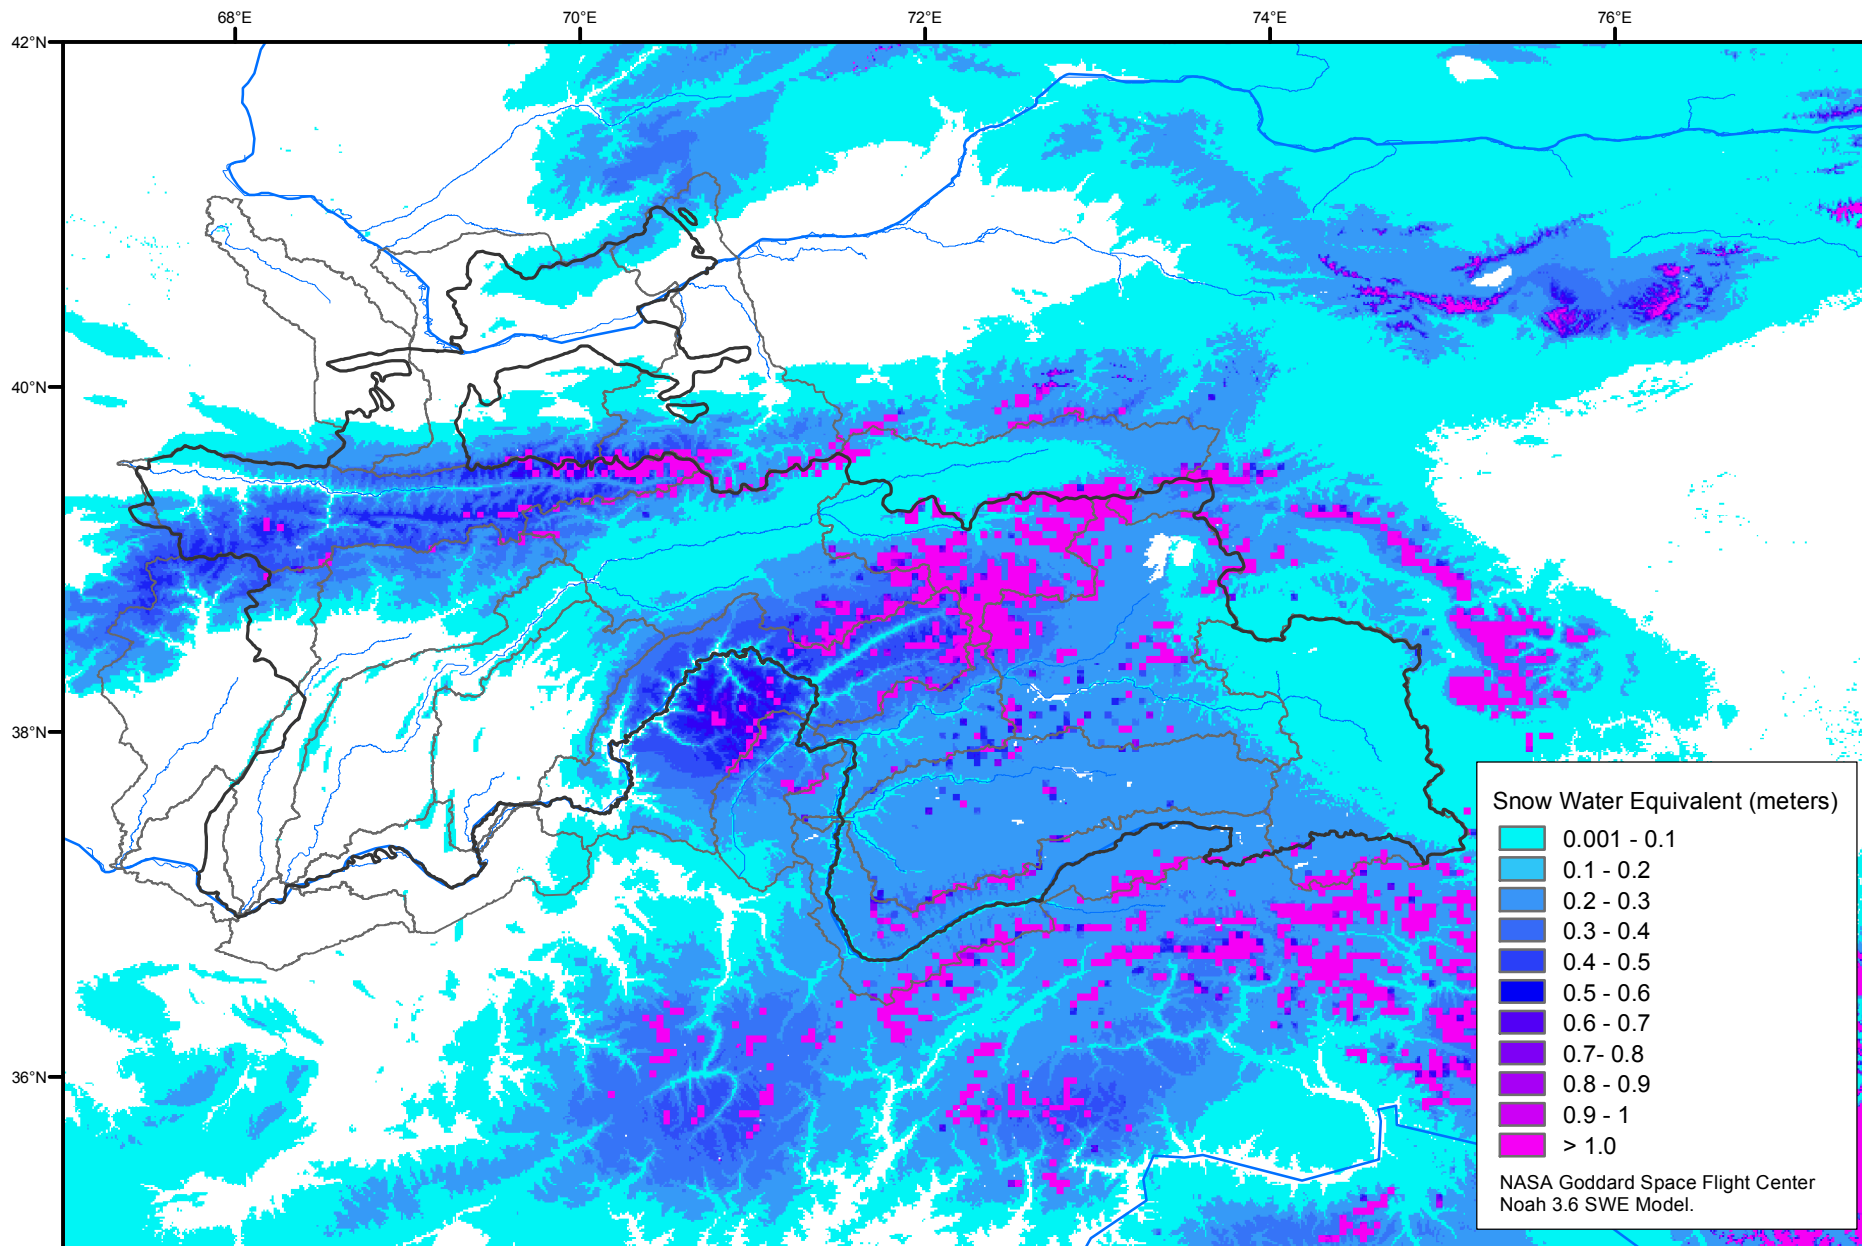 68°E
70°E
72°E
74°E
76°E
42°N
40°N
38°N
36°N
Snow Water Equivalent (meters)
0.001 - 0.1
0.1 - 0.2
0.2 - 0.3
0.3 - 0.4
0.4 - 0.5
0.5 - 0.6
0.6 - 0.7
0.7- 0.8
0.8 - 0.9
0.9 - 1
> 1.0
NASA Goddard Space Flight Center
Noah 3.6 SWE Model.